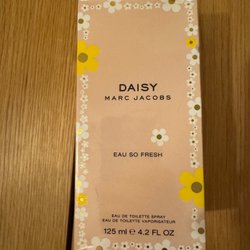 DAISY
MARC JACOBS
EAU SO FRESH
EAU DE TOILETTE SPRAY
EAU DE TOILETTE VAPORISATEUR
125 ml ℮ 4.2 FL OZ